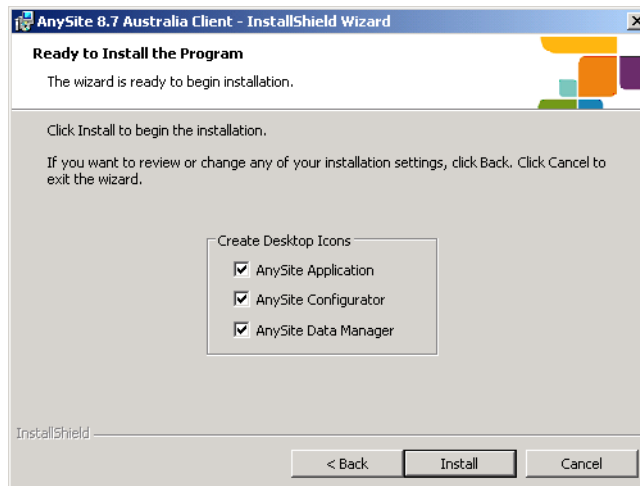 AnySite 8.7 Australia Client - InstallShield Wizard
Ready to Install the Program
The wizard is ready to begin installation.
Click Install to begin the installation.
If you want to review or change any of your installation settings, click Back. Click Cancel to
exit the wizard.
Create Desktop Icons
AnySite Application
AnySite Configurator
AnySite Data Manager
InstallShield
< Back
Install
Cancel